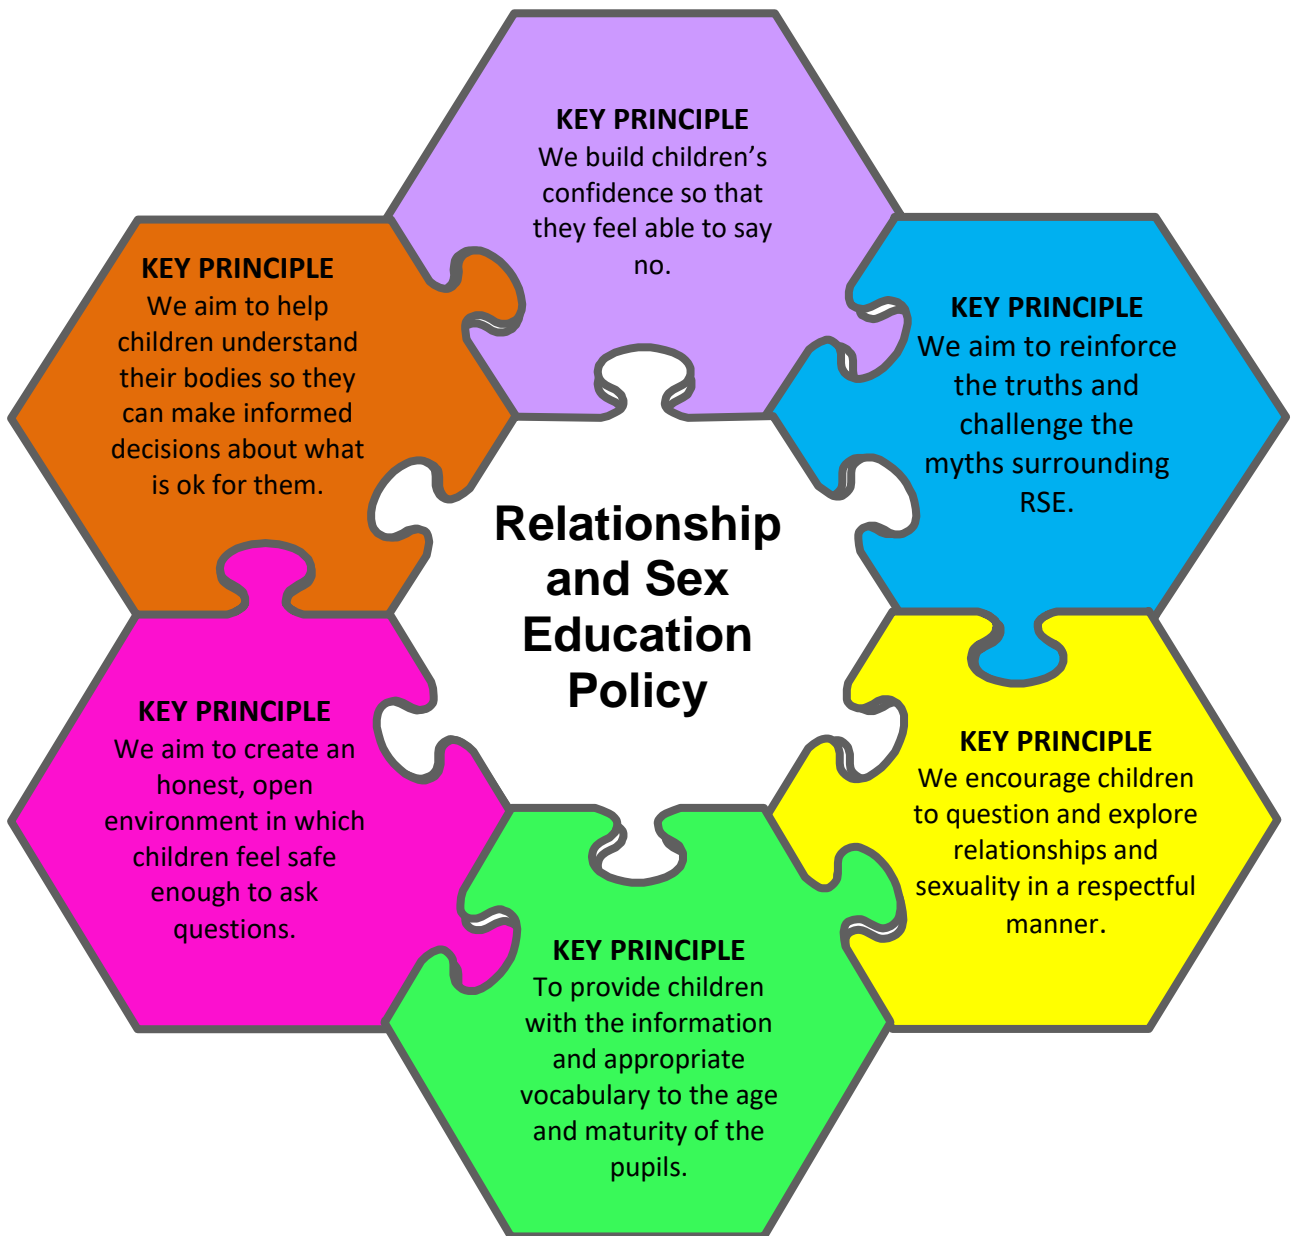 KEY PRINCIPLE
We build children’s
confidence so that
they feel able to say
no.
KEY PRINCIPLE
We aim to reinforce
the truths and
challenge the
myths surrounding
RSE.
KEY PRINCIPLE
We encourage children
to question and explore
relationships and
sexuality in a respectful
manner.
KEY PRINCIPLE
To provide children
with the information
and appropriate
vocabulary to the age
and maturity of the
pupils.
KEY PRINCIPLE
We aim to create an
honest, open
environment in which
children feel safe
enough to ask
questions.
KEY PRINCIPLE
We aim to help
children understand
their bodies so they
can make informed
decisions about what
is ok for them.
Relationship
and Sex
Education
Policy